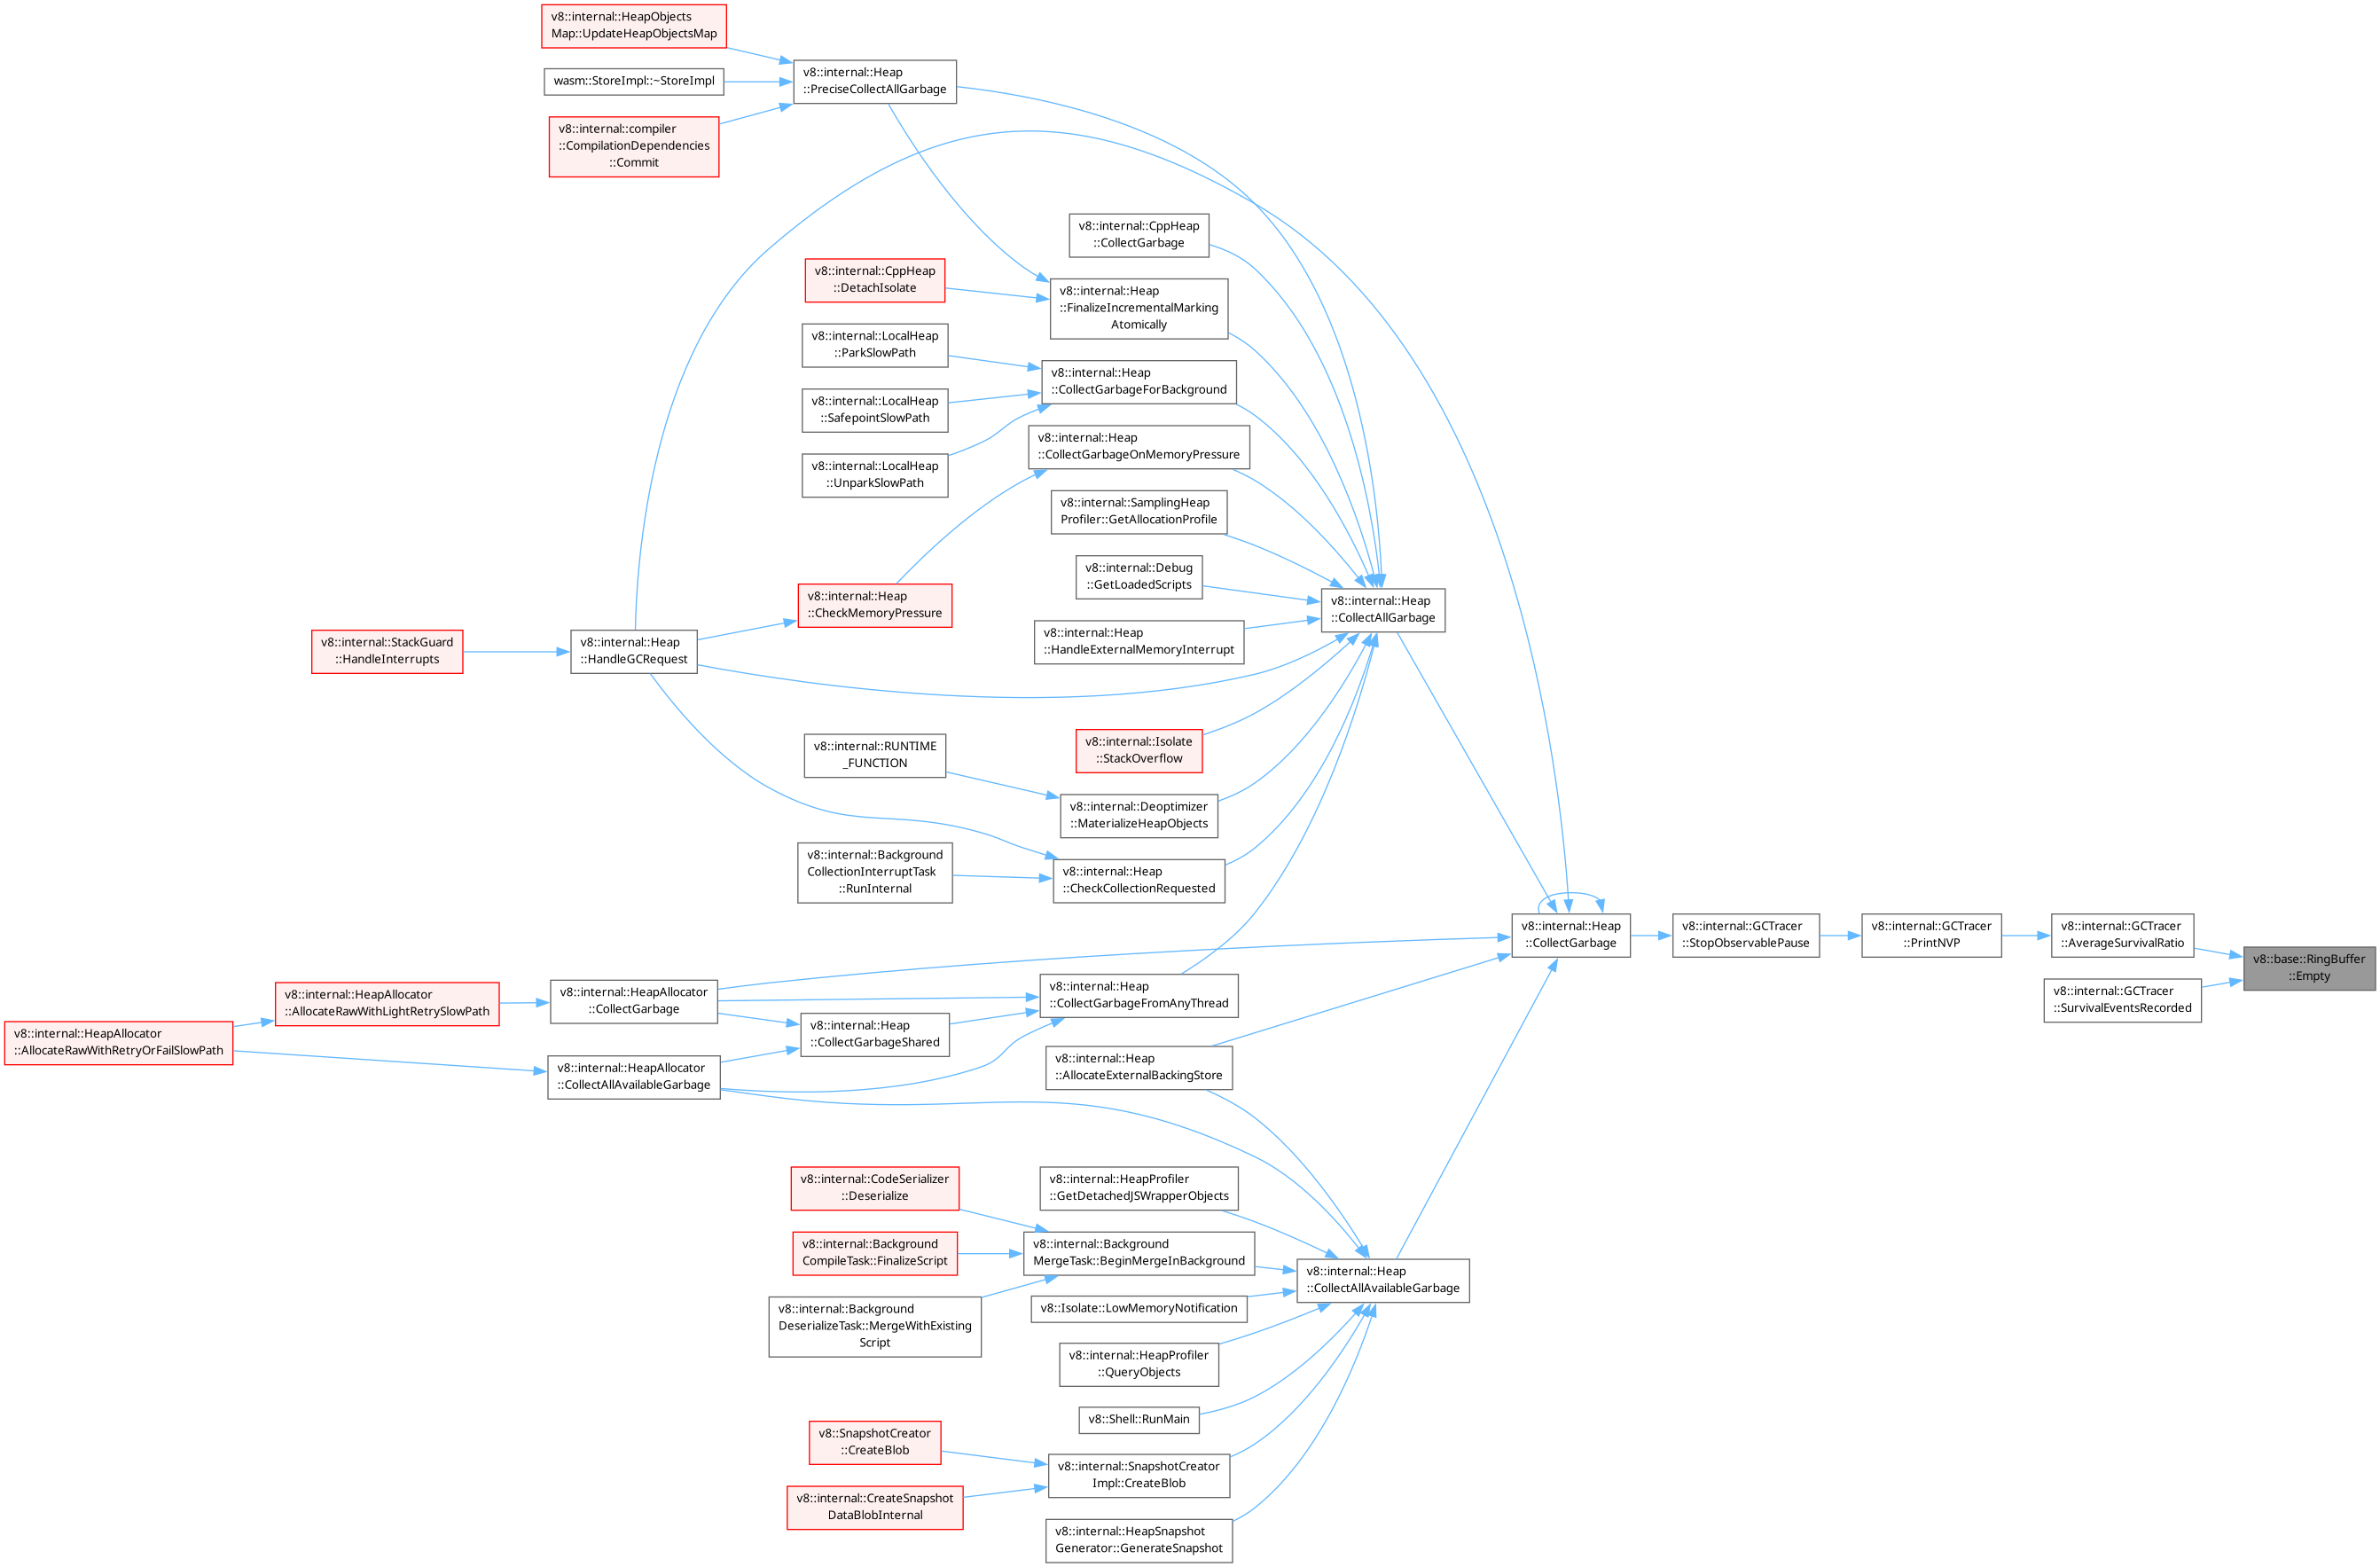 v8::internal::HeapObjects
Map::UpdateHeapObjectsMap
wasm::StoreImpl::~StoreImpl
v8::internal::compiler
::CompilationDependencies
::Commit
v8::internal::Heap
::PreciseCollectAllGarbage
v8::internal::CppHeap
::CollectGarbage
v8::internal::CppHeap
::DetachIsolate
v8::internal::Heap
::FinalizeIncrementalMarking
Atomically
v8::internal::LocalHeap
::ParkSlowPath
v8::internal::LocalHeap
::SafepointSlowPath
v8::internal::LocalHeap
::UnparkSlowPath
v8::internal::Heap
::CollectGarbageForBackground
v8::internal::Heap
::CollectGarbageOnMemoryPressure
v8::internal::SamplingHeap
Profiler::GetAllocationProfile
v8::internal::Debug
::GetLoadedScripts
v8::internal::Heap
::CheckMemoryPressure
v8::internal::Heap
::HandleExternalMemoryInterrupt
v8::internal::Heap
::CollectAllGarbage
v8::internal::StackGuard
::HandleInterrupts
v8::internal::Heap
::HandleGCRequest
v8::internal::Isolate
::StackOverflow
v8::internal::RUNTIME
_FUNCTION
v8::internal::Deoptimizer
::MaterializeHeapObjects
v8::internal::Background
CollectionInterruptTask
::RunInternal
v8::internal::Heap
::CheckCollectionRequested
v8::internal::Heap
::CollectGarbage
v8::internal::GCTracer
::StopObservablePause
v8::internal::GCTracer
::PrintNVP
v8::internal::GCTracer
::AverageSurvivalRatio
v8::base::RingBuffer
::Empty
v8::internal::GCTracer
::SurvivalEventsRecorded
v8::internal::HeapAllocator
::AllocateRawWithRetryOrFailSlowPath
v8::internal::HeapAllocator
::AllocateRawWithLightRetrySlowPath
v8::internal::HeapAllocator
::CollectGarbage
v8::internal::Heap
::CollectGarbageFromAnyThread
v8::internal::Heap
::CollectGarbageShared
v8::internal::HeapAllocator
::CollectAllAvailableGarbage
v8::internal::Heap
::AllocateExternalBackingStore
v8::internal::CodeSerializer
::Deserialize
v8::internal::HeapProfiler
::GetDetachedJSWrapperObjects
v8::internal::Background
CompileTask::FinalizeScript
v8::internal::Background
MergeTask::BeginMergeInBackground
v8::internal::Heap
::CollectAllAvailableGarbage
v8::internal::Background
DeserializeTask::MergeWithExisting
Script
v8::Isolate::LowMemoryNotification
v8::internal::HeapProfiler
::QueryObjects
v8::Shell::RunMain
v8::SnapshotCreator
::CreateBlob
v8::internal::SnapshotCreator
Impl::CreateBlob
v8::internal::CreateSnapshot
DataBlobInternal
v8::internal::HeapSnapshot
Generator::GenerateSnapshot